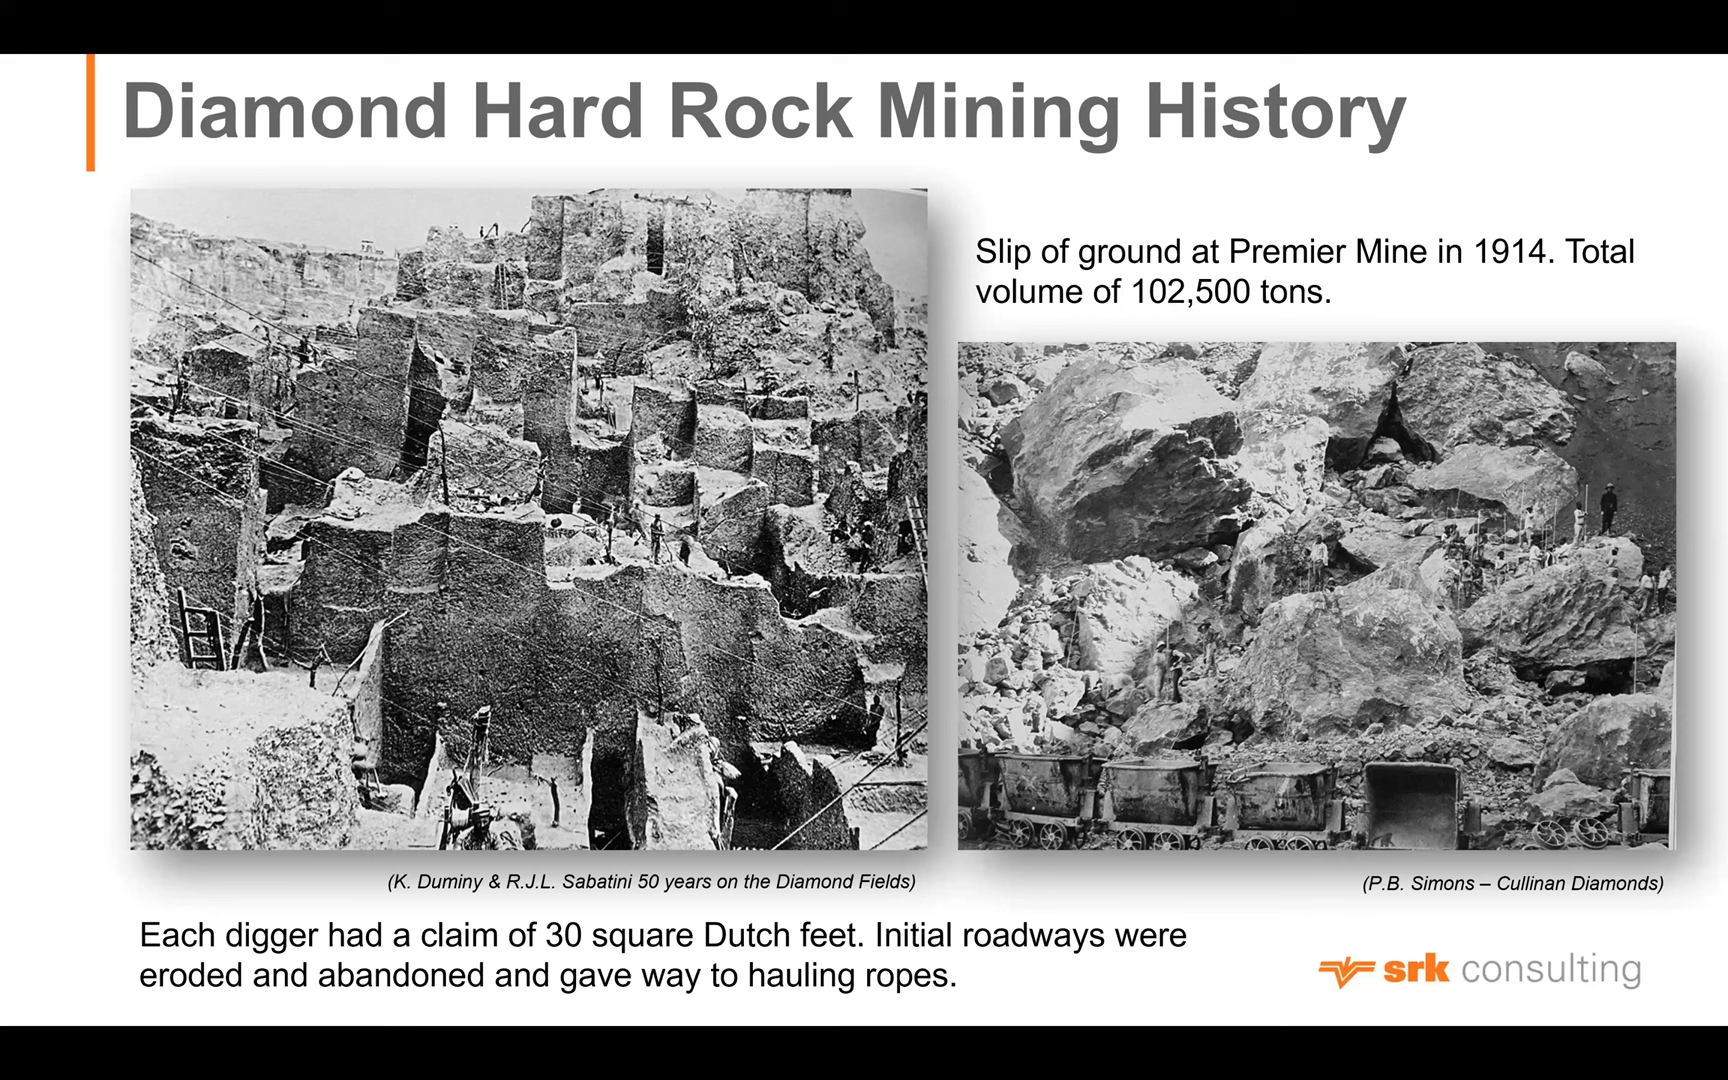 Diamond Hard Rock Mining History
Slip of ground at Premier Mine in 1914. Total
volume of 102,500 tons.
(K. Duminy & R.J.L. Sabatini 50 years on the Diamond Fields)
(P.B. Simons – Cullinan Diamonds)
Each digger had a claim of 30 square Dutch feet. Initial roadways were
eroded and abandoned and gave way to hauling ropes.
srk consulting